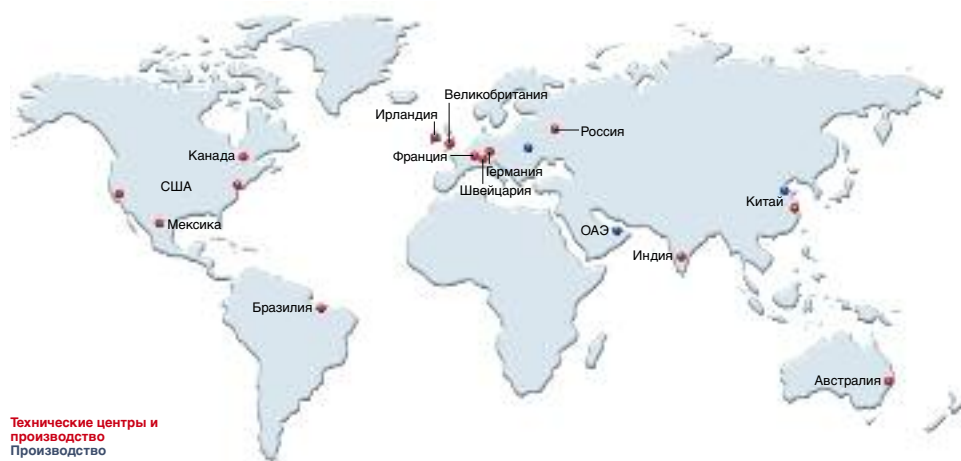 Великобритания
Ирландия
Россия
Канада
Франция
Германия
Швейцария
США
Китай
Мексика
ОАЭ
Индия
Бразилия
Австралия
Технические центры и
производство
Производство